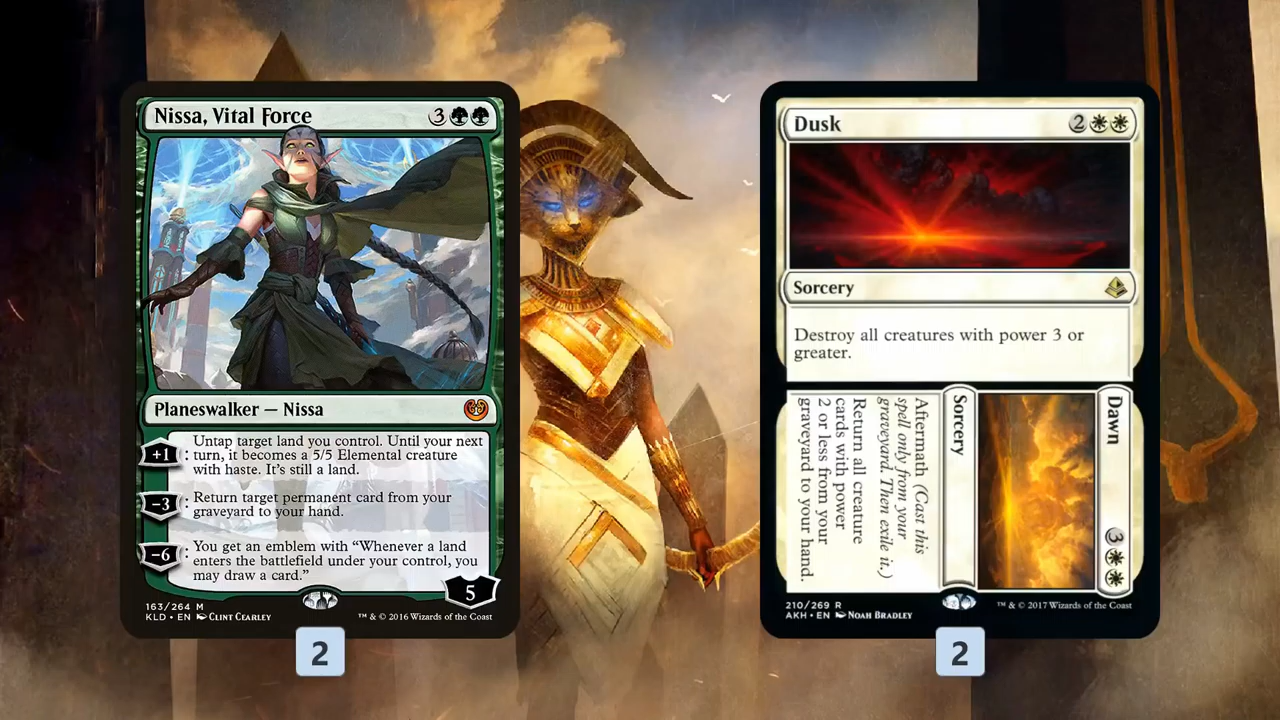 Nissa, Vital Force 3
Planeswalker — Nissa
+1 : Untap target land you control. Until your next
turn, it becomes a 5/5 Elemental creature
with haste. It's still a land.
−3 : Return target permanent card from your
graveyard to your hand.
−6 : You get an emblem with “Whenever a land
enters the battlefield under your control, you
may draw a card.”
5
163/264 M
KLD • EN Clint Cearley
™ & © 2016 Wizards of the Coast
2
Dusk 2
Sorcery
Destroy all creatures with power 3 or
greater.
Dawn 3
Sorcery
Aftermath (Cast this
spell only from your
graveyard. Then exile it.)
Return all creature
cards with power
2 or less from your
graveyard to your hand.
210/269 R
AKH • EN Noah Bradley
™ & © 2017 Wizards of the Coast
2